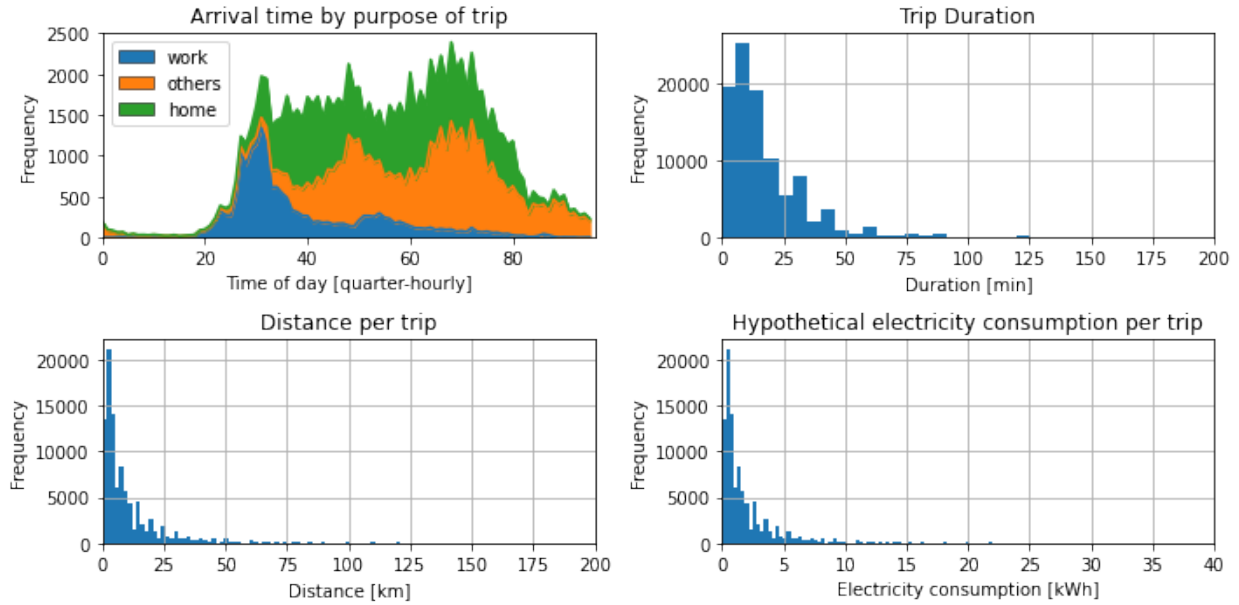 Arrival time by purpose of trip
2500
2000
1500
1000
500
0
Frequency
work
others
home
0 20 40 60 80
Time of day [quarter-hourly]
Trip Duration
20000
10000
0
Frequency
0 25 50 75 100 125 150 175 200
Duration [min]
Distance per trip
20000
15000
10000
5000
0
Frequency
0 25 50 75 100 125 150 175 200
Distance [km]
Hypothetical electricity consumption per trip
20000
15000
10000
5000
0
Frequency
0 5 10 15 20 25 30 35 40
Electricity consumption [kWh]